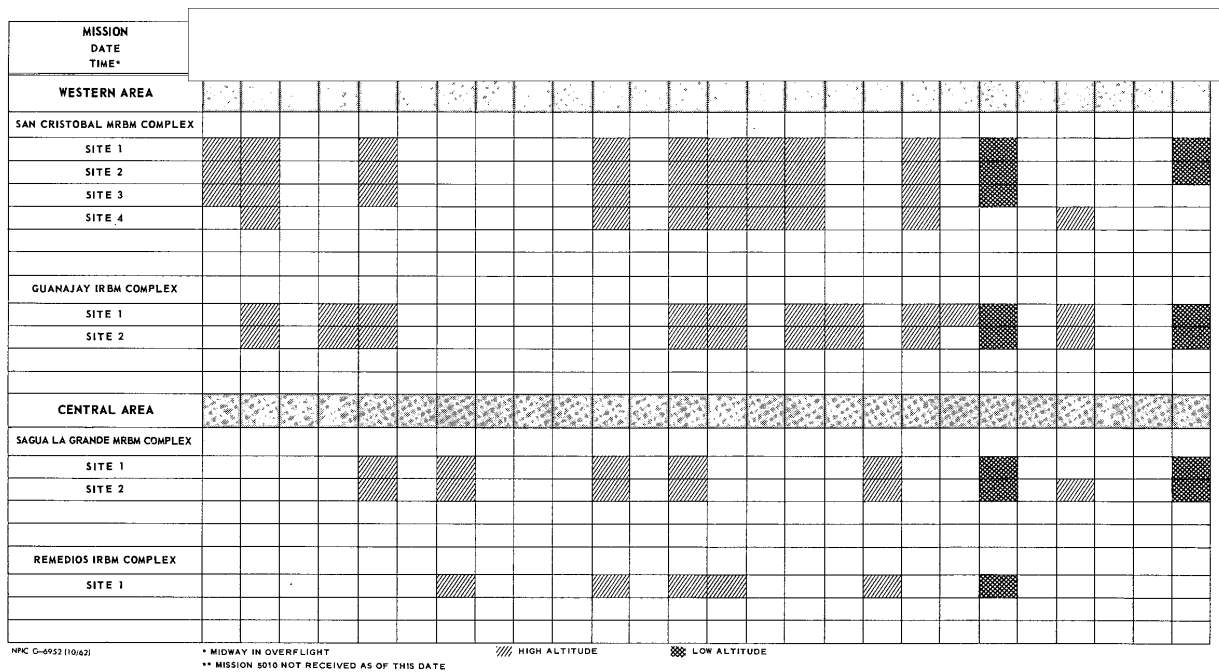 MISSION
DATE
TIME*
WESTERN AREA
SAN CRISTOBAL MRBM COMPLEX
SITE 1
SITE 2
SITE 3
SITE 4
GUANAJAY IRBM COMPLEX
SITE 1
SITE 2
CENTRAL AREA
SAGUA LA GRANDE MRBM COMPLEX
SITE 1
SITE 2
REMEDIOS IRBM COMPLEX
SITE 1
NPIC G-6952 (10/62)
* MIDWAY IN OVERFLIGHT
HIGH ALTITUDE
LOW ALTITUDE
** MISSION 5010 NOT RECEIVED AS OF THIS DATE